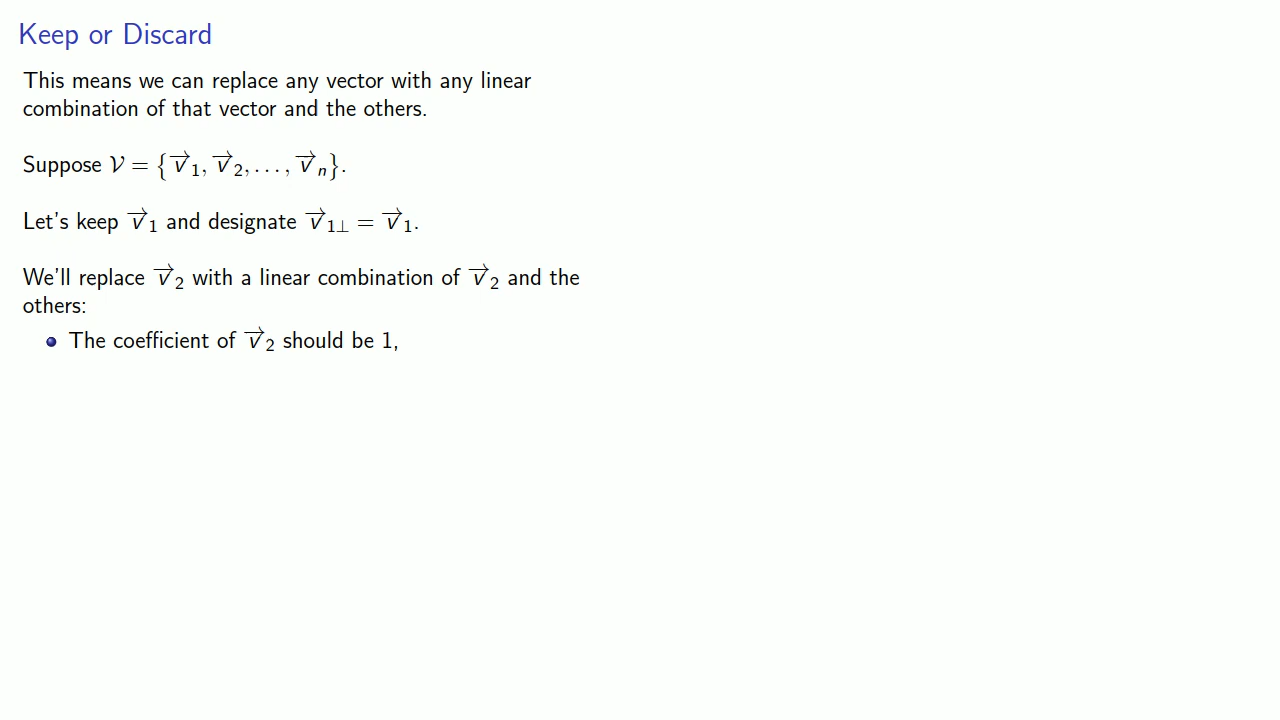 Keep or Discard
This means we can replace any vector with any linear
combination of that vector and the others.
Suppose 𝒱 = {v⃗₁, v⃗₂, . . . , v⃗ₙ}.
Let's keep v⃗₁ and designate v⃗₁⊥ = v⃗₁.
We'll replace v⃗₂ with a linear combination of v⃗₂ and the
others:
• The coefficient of v⃗₂ should be 1,